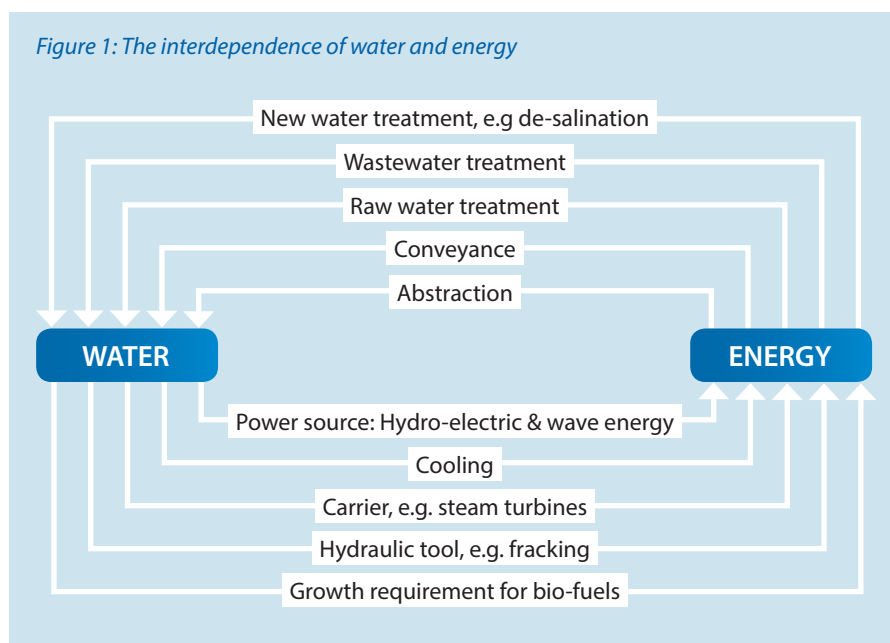 Figure 1: The interdependence of water and energy
New water treatment, e.g de-salination
Wastewater treatment
Raw water treatment
Conveyance
Abstraction
WATER
ENERGY
Power source: Hydro-electric & wave energy
Cooling
Carrier, e.g. steam turbines
Hydraulic tool, e.g. fracking
Growth requirement for bio-fuels